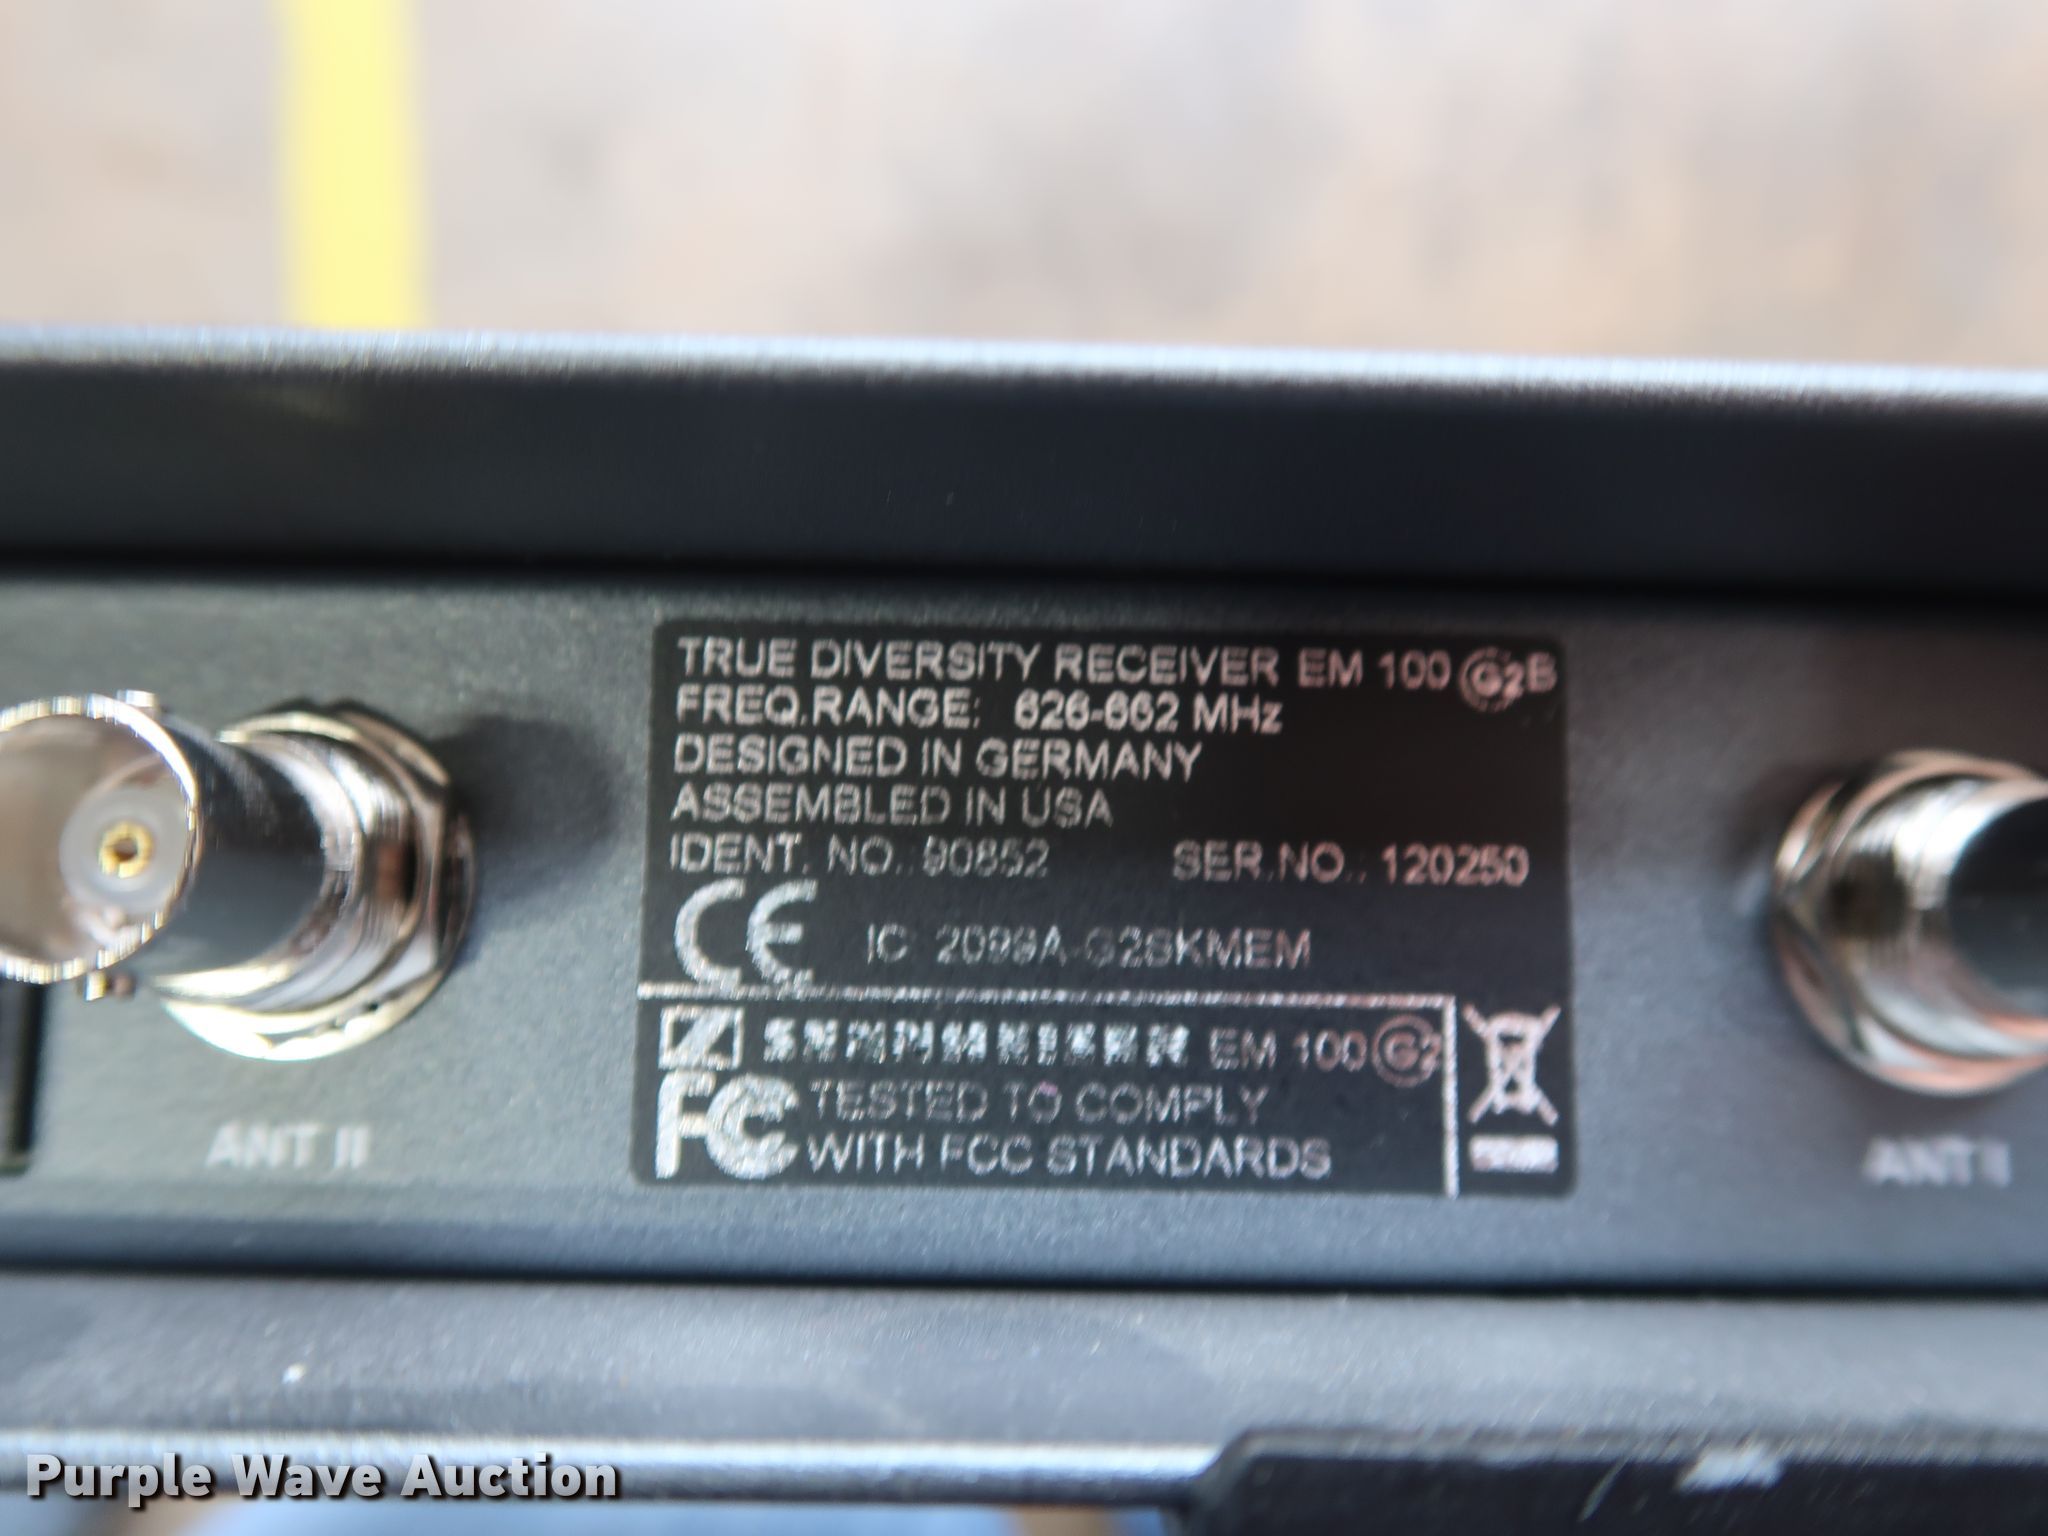 TRUE DIVERSITY RECEIVER EM 100 G2B
FREQ.RANGE: 626-662 MHz
DESIGNED IN GERMANY
ASSEMBLED IN USA
IDENT. NO.: 90852 SER.NO.: 120250
CE IC 2099A-G2SKMEM
SENNHEISER EM 100 G2
FC TESTED TO COMPLY
WITH FCC STANDARDS
ANT II
ANT I
Purple Wave Auction